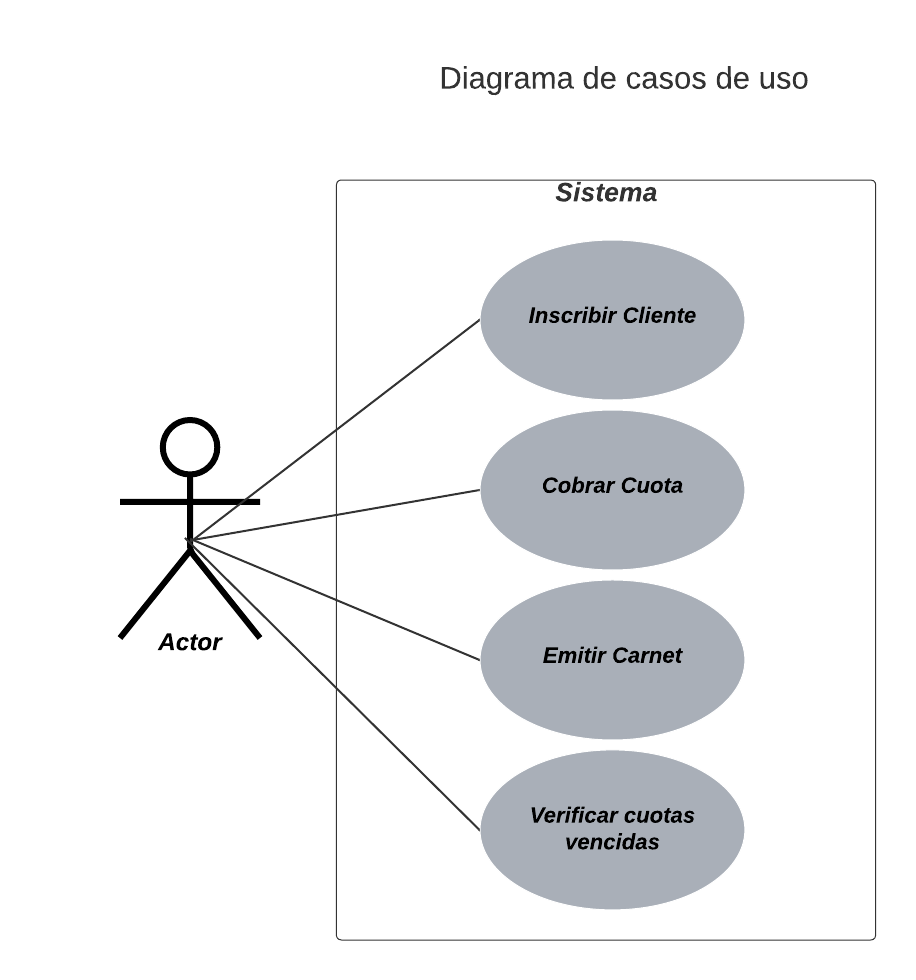 Diagrama de casos de uso
Sistema
Inscribir Cliente
Cobrar Cuota
Emitir Carnet
Actor
Verificar cuotas
vencidas